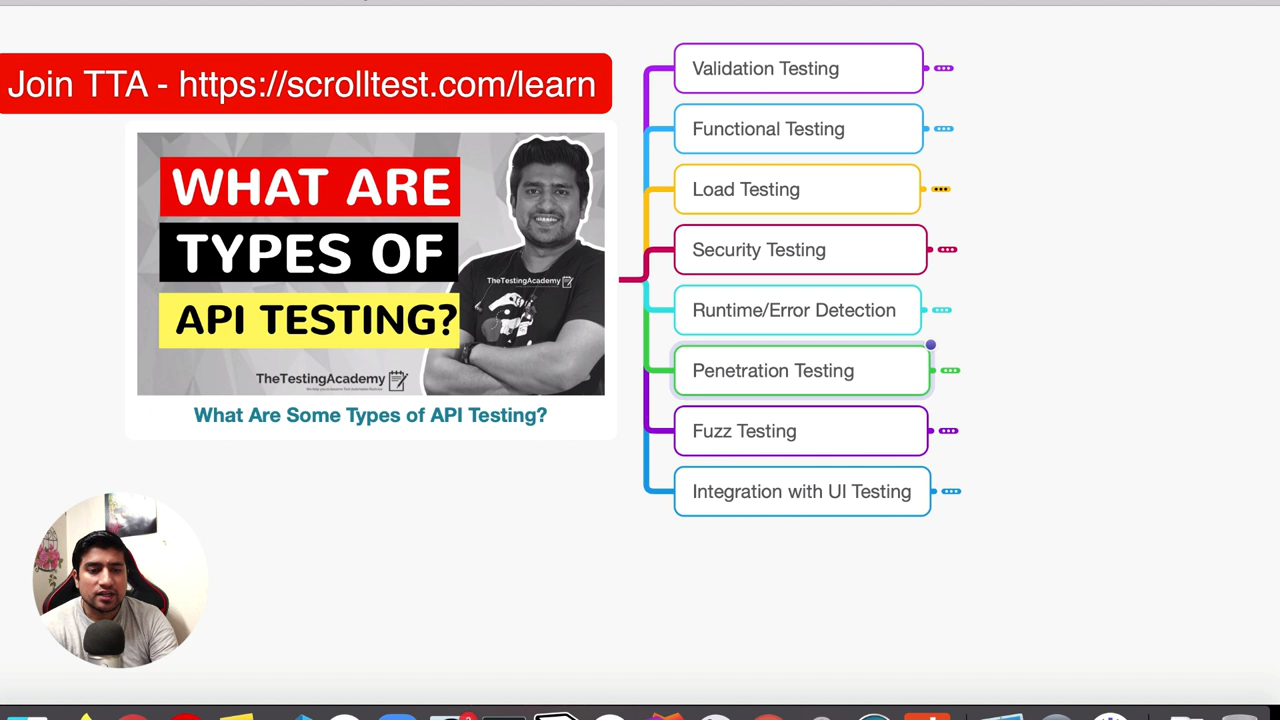 Join TTA - https://scrolltest.com/learn
WHAT ARE
TYPES OF
API TESTING?
TheTestingAcademy
TheTestingAcademy
What Are Some Types of API Testing?
Validation Testing
Functional Testing
Load Testing
Security Testing
Runtime/Error Detection
Penetration Testing
Fuzz Testing
Integration with UI Testing